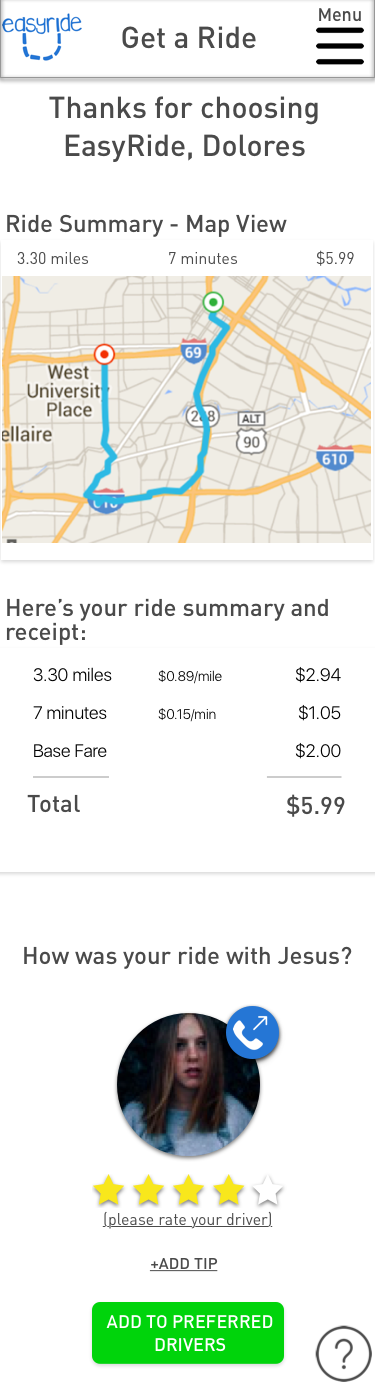 easyride
Get a Ride
Menu
Thanks for choosing
EasyRide, Dolores
Ride Summary - Map View
3.30 miles 7 minutes $5.99
69
West
University
Place
ellaire
288
ALT
90
610
610
Here's your ride summary and
receipt:
3.30 miles $0.89/mile $2.94
7 minutes $0.15/min $1.05
Base Fare $2.00
Total $5.99
How was your ride with Jesus?
(please rate your driver)
+ADD TIP
ADD TO PREFERRED
DRIVERS
?